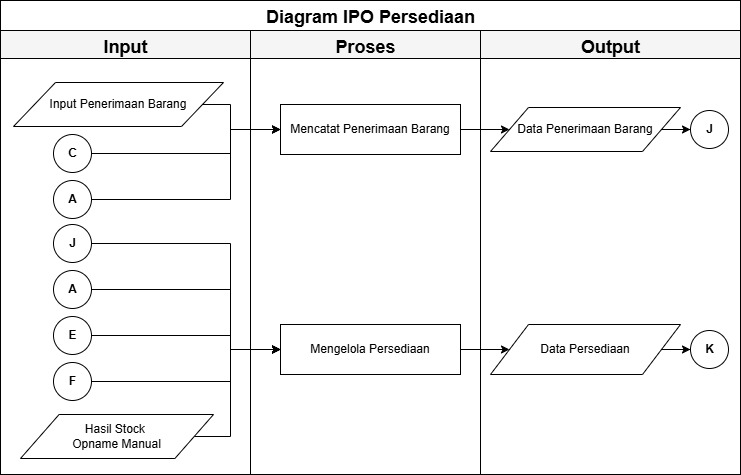 Diagram IPO Persediaan
Input
Proses
Output
Input Penerimaan Barang
Mencatat Penerimaan Barang
Data Penerimaan Barang
J
C
A
J
A
E
Mengelola Persediaan
Data Persediaan
K
F
Hasil Stock
Opname Manual